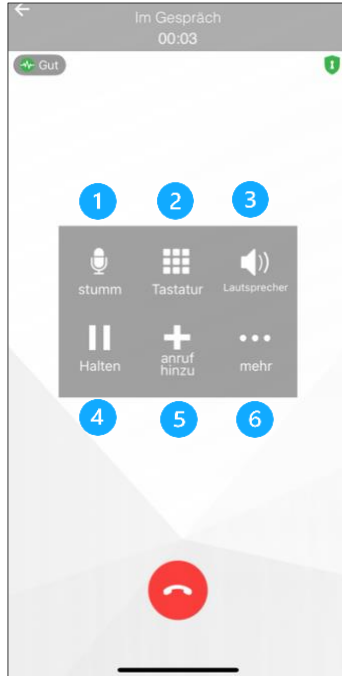 Im Gespräch
00:03
Gut
1 2 3
stumm Tastatur Lautsprecher
Halten anruf hinzu mehr
4 5 6